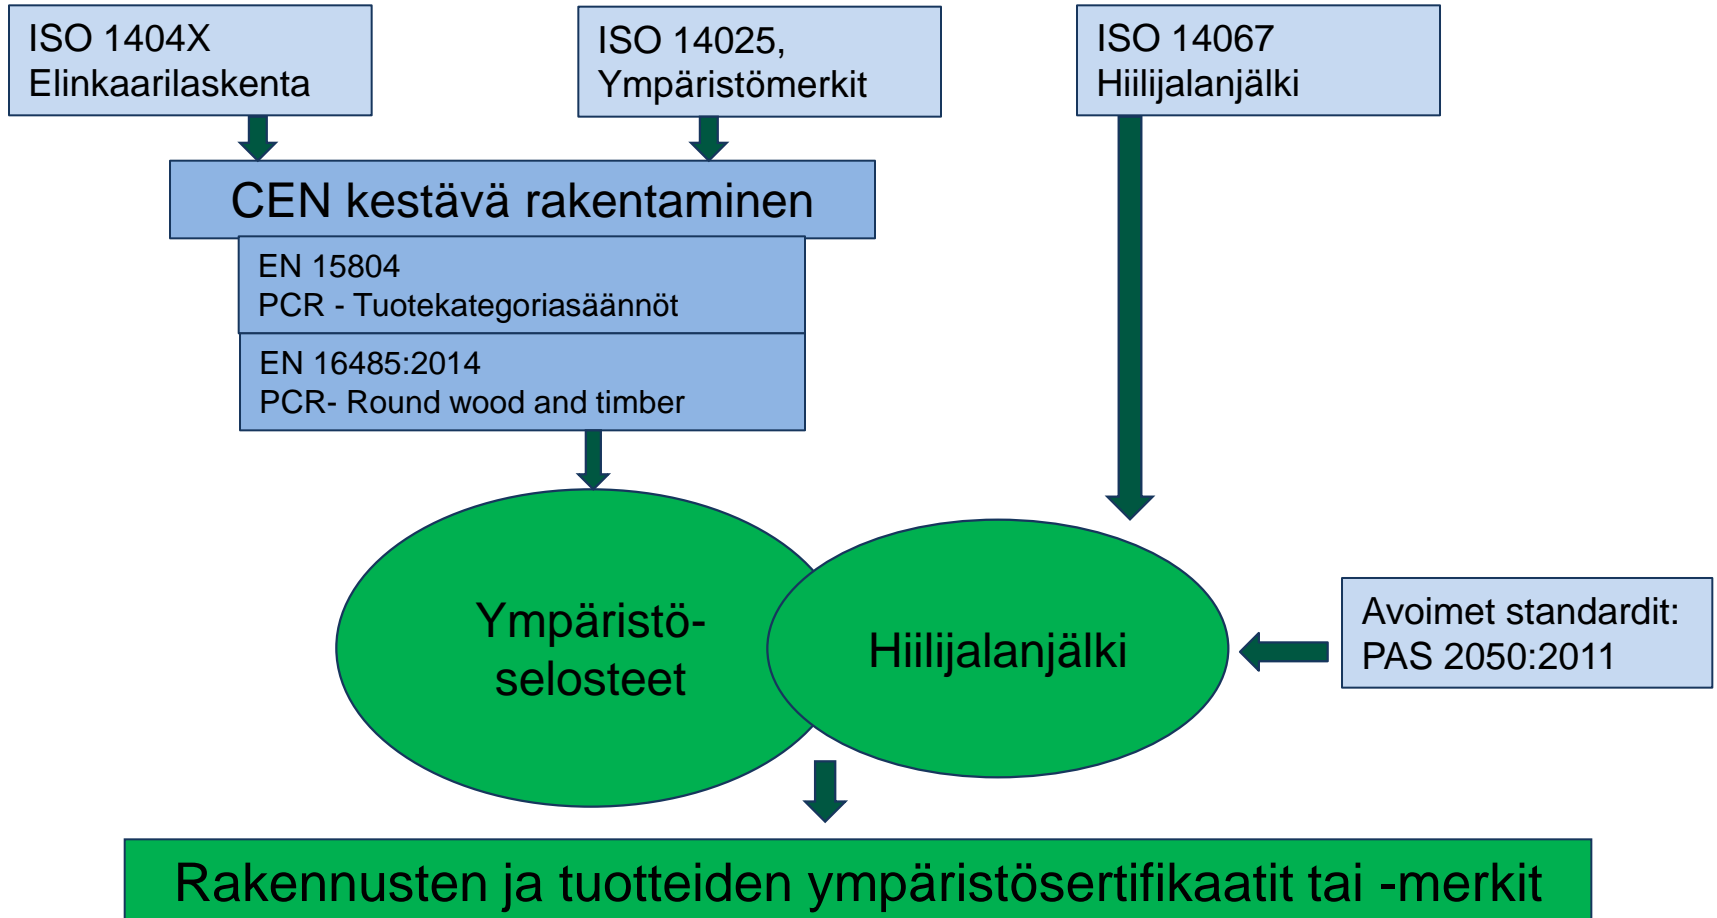 ISO 1404X
Elinkaarilaskenta
ISO 14025,
Ympäristömerkit
ISO 14067
Hiilijalanjälki
CEN kestävä rakentaminen
EN 15804
PCR - Tuotekategoriasäännöt
EN 16485:2014
PCR- Round wood and timber
Ympäristö-
selosteet
Hiilijalanjälki
Avoimet standardit:
PAS 2050:2011
Rakennusten ja tuotteiden ympäristösertifikaatit tai -merkit